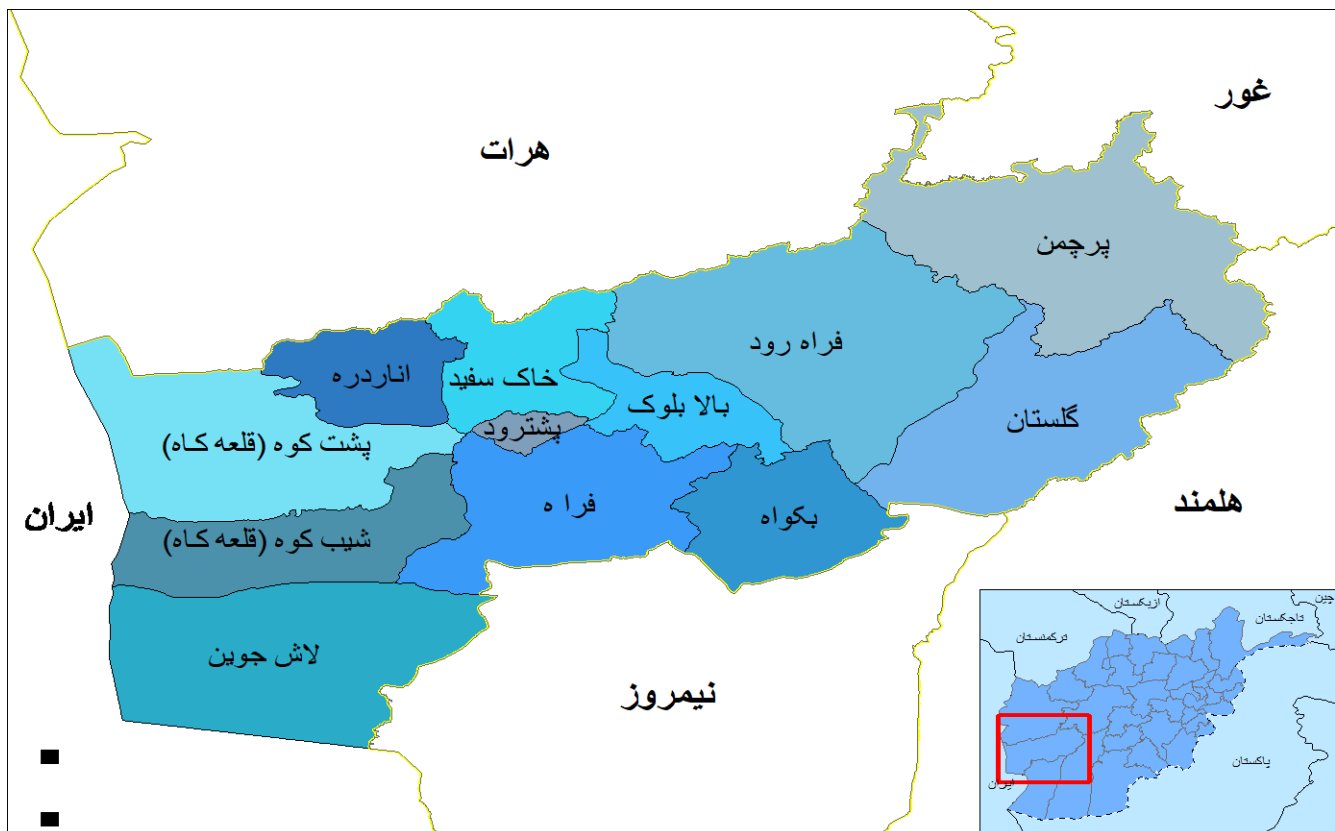 غور
هرات
پرچمن
فراه رود
اناردره
خاک سفید
بالا بلوک
گلستان
پشترود
پشت کوه (قلعه کاه)
فرا ه
بکواه
هلمند
ایران
شیب کوه (قلعه کاه)
لاش جوین
نیمروز
چین
ازبکستان
تاجکستان
ترکمنستان
پاکستان
ایران